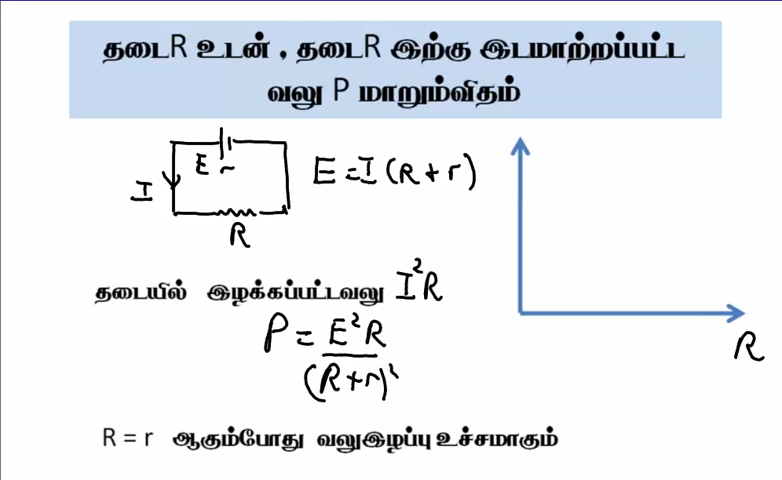 தடைR உடன் , தடைR இற்கு இடமாற்றப்பட்ட
வலு P மாறும்விதம்
E r
I
R
E = I (R + r)
தடையில் இழக்கப்பட்டவலு I²R
P = E²R
(R + r)²
R
R = r ஆகும்போது வலுஇழப்பு உச்சமாகும்